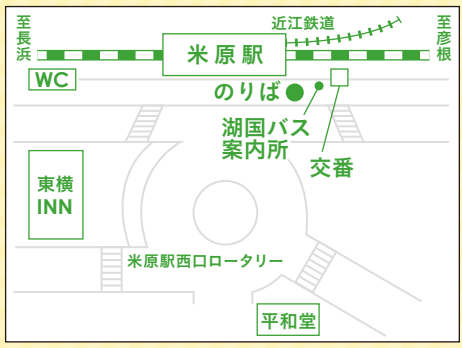 至長浜
近江鉄道
至彦根
米原駅
WC
のりば
湖国バス
案内所
交番
東横
INN
米原駅西口ロータリー
平和堂